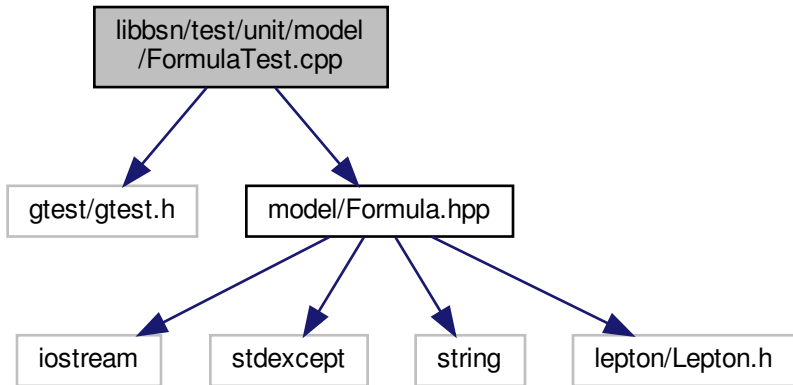 libbsn/test/unit/model
/FormulaTest.cpp
gtest/gtest.h
model/Formula.hpp
iostream
stdexcept
string
lepton/Lepton.h